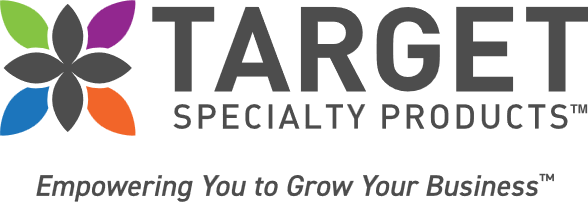 TARGET
SPECIALTY PRODUCTS™
Empowering You to Grow Your Business™